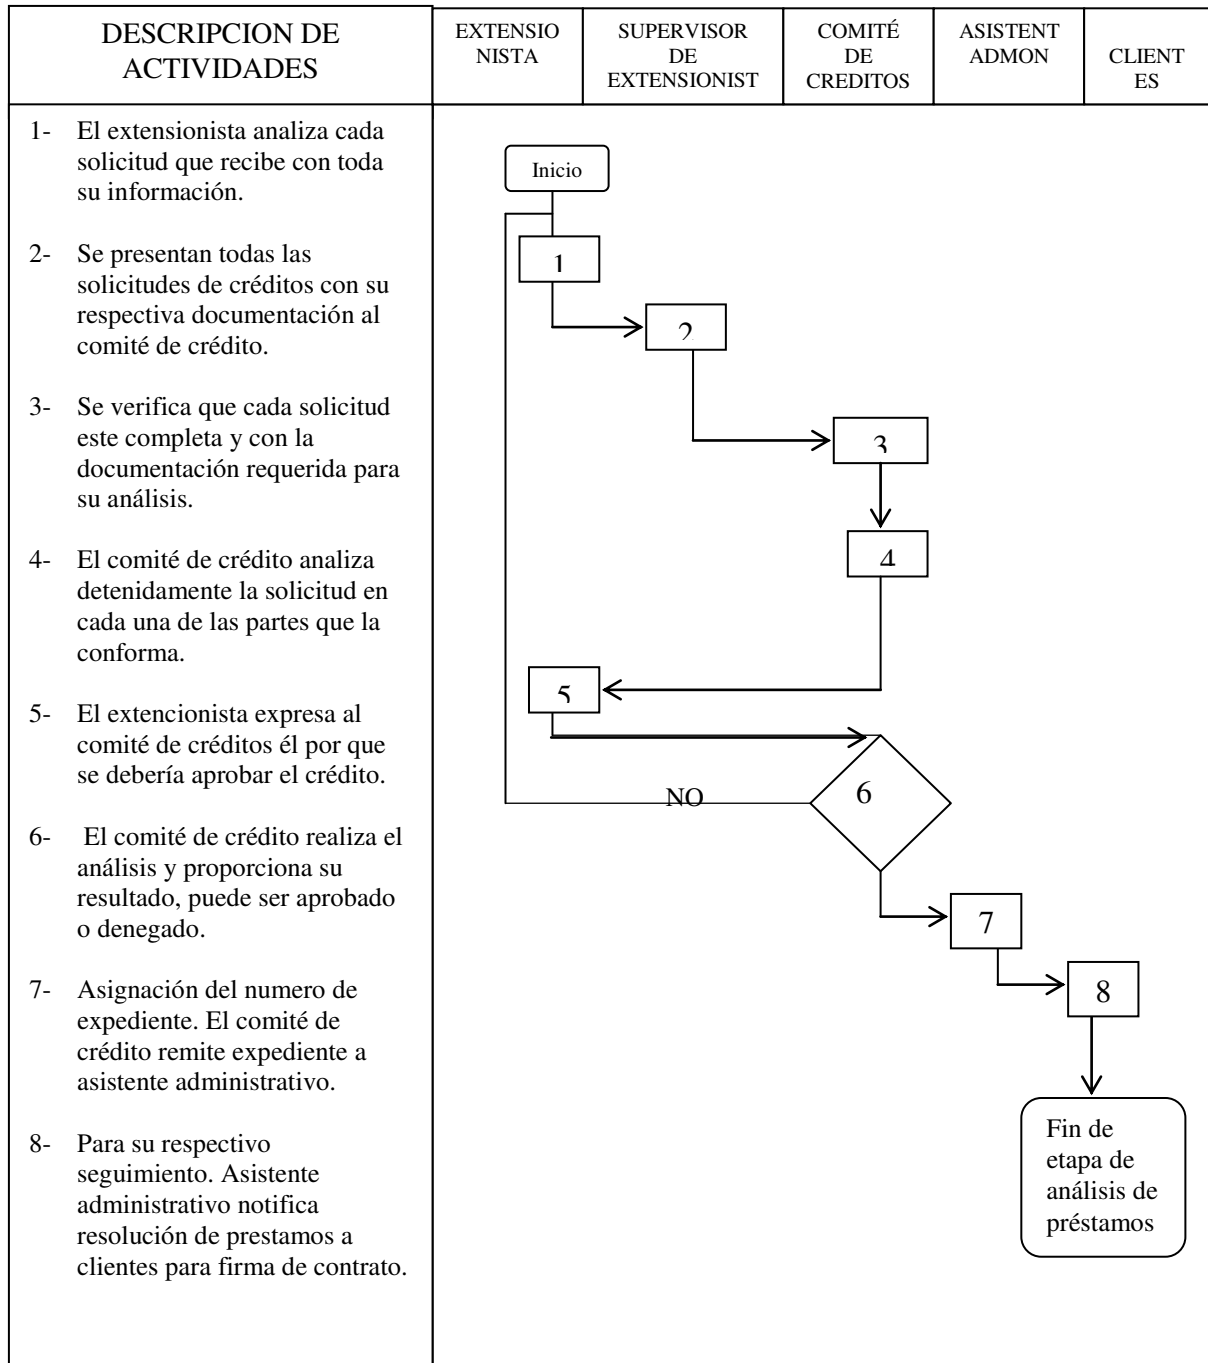 DESCRIPCION DE
ACTIVIDADES
EXTENSIO
NISTA
SUPERVISOR
DE
EXTENSIONIST
COMITÉ
DE
CREDITOS
ASISTENT
ADMON
CLIENT
ES
1- El extensionista analiza cada
solicitud que recibe con toda
su información.
2- Se presentan todas las
solicitudes de créditos con su
respectiva documentación al
comité de crédito.
3- Se verifica que cada solicitud
este completa y con la
documentación requerida para
su análisis.
4- El comité de crédito analiza
detenidamente la solicitud en
cada una de las partes que la
conforma.
5- El extencionista expresa al
comité de créditos él por que
se debería aprobar el crédito.
6- El comité de crédito realiza el
análisis y proporciona su
resultado, puede ser aprobado
o denegado.
7- Asignación del numero de
expediente. El comité de
crédito remite expediente a
asistente administrativo.
8- Para su respectivo
seguimiento. Asistente
administrativo notifica
resolución de prestamos a
clientes para firma de contrato.
Inicio
1
2
3
4
5
6
NO
7
8
Fin de
etapa de
análisis de
préstamos